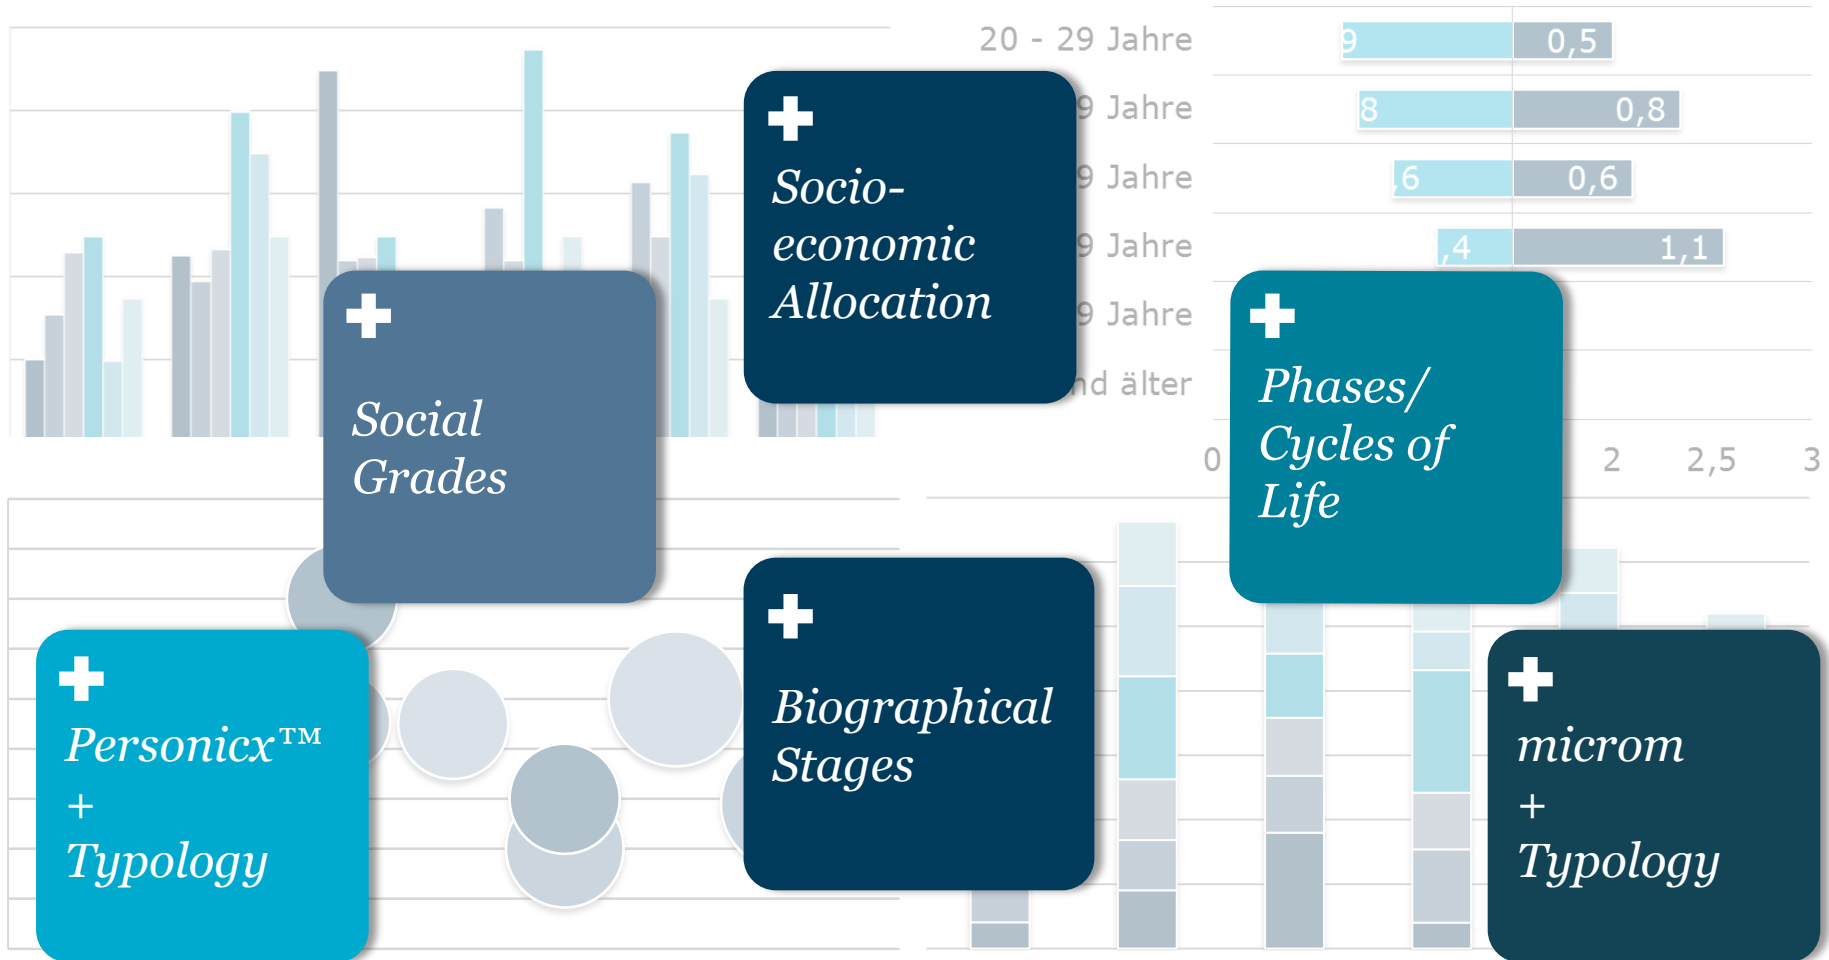 20 - 29 Jahre
9
0,5
9 Jahre
8
0,8
9 Jahre
,6
0,6
9 Jahre
,4
1,1
9 Jahre
nd älter
0
2
2,5
3
Socio-
economic
Allocation
Social
Grades
Phases/
Cycles of
Life
Biographical
Stages
Personicx™
+
Typology
microm
+
Typology